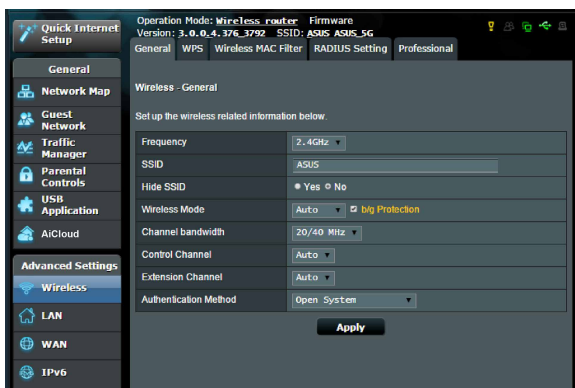 Quick Internet Setup
Operation Mode: Wireless router Firmware
Version: 3.0.0.4.376_3792 SSID: ASUS ASUS_5G
General WPS Wireless MAC Filter RADIUS Setting Professional
General
Network Map
Guest Network
Traffic Manager
Parental Controls
USB Application
AiCloud
Advanced Settings
Wireless
LAN
WAN
IPv6
Wireless - General
Set up the wireless related information below.
Frequency 2.4GHz
SSID ASUS
Hide SSID Yes No
Wireless Mode Auto b/g Protection
Channel bandwidth 20/40 MHz
Control Channel Auto
Extension Channel Auto
Authentication Method Open System
Apply